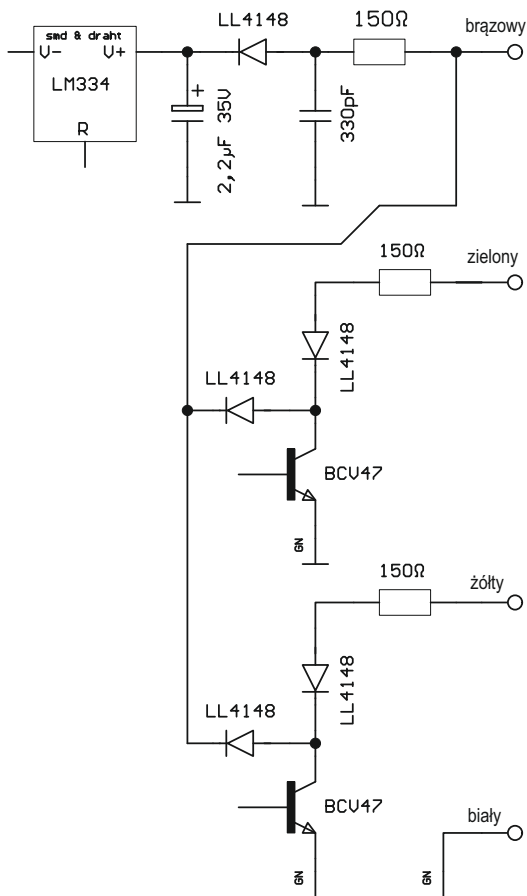 smd & draht
V- V+
LM334
R
LL4148
150Ω
brązowy
+
35V
2,2µF
330pF
150Ω
zielony
LL4148
LL4148
BCV47
GN
150Ω
żółty
LL4148
LL4148
BCV47
GN
biały
GN